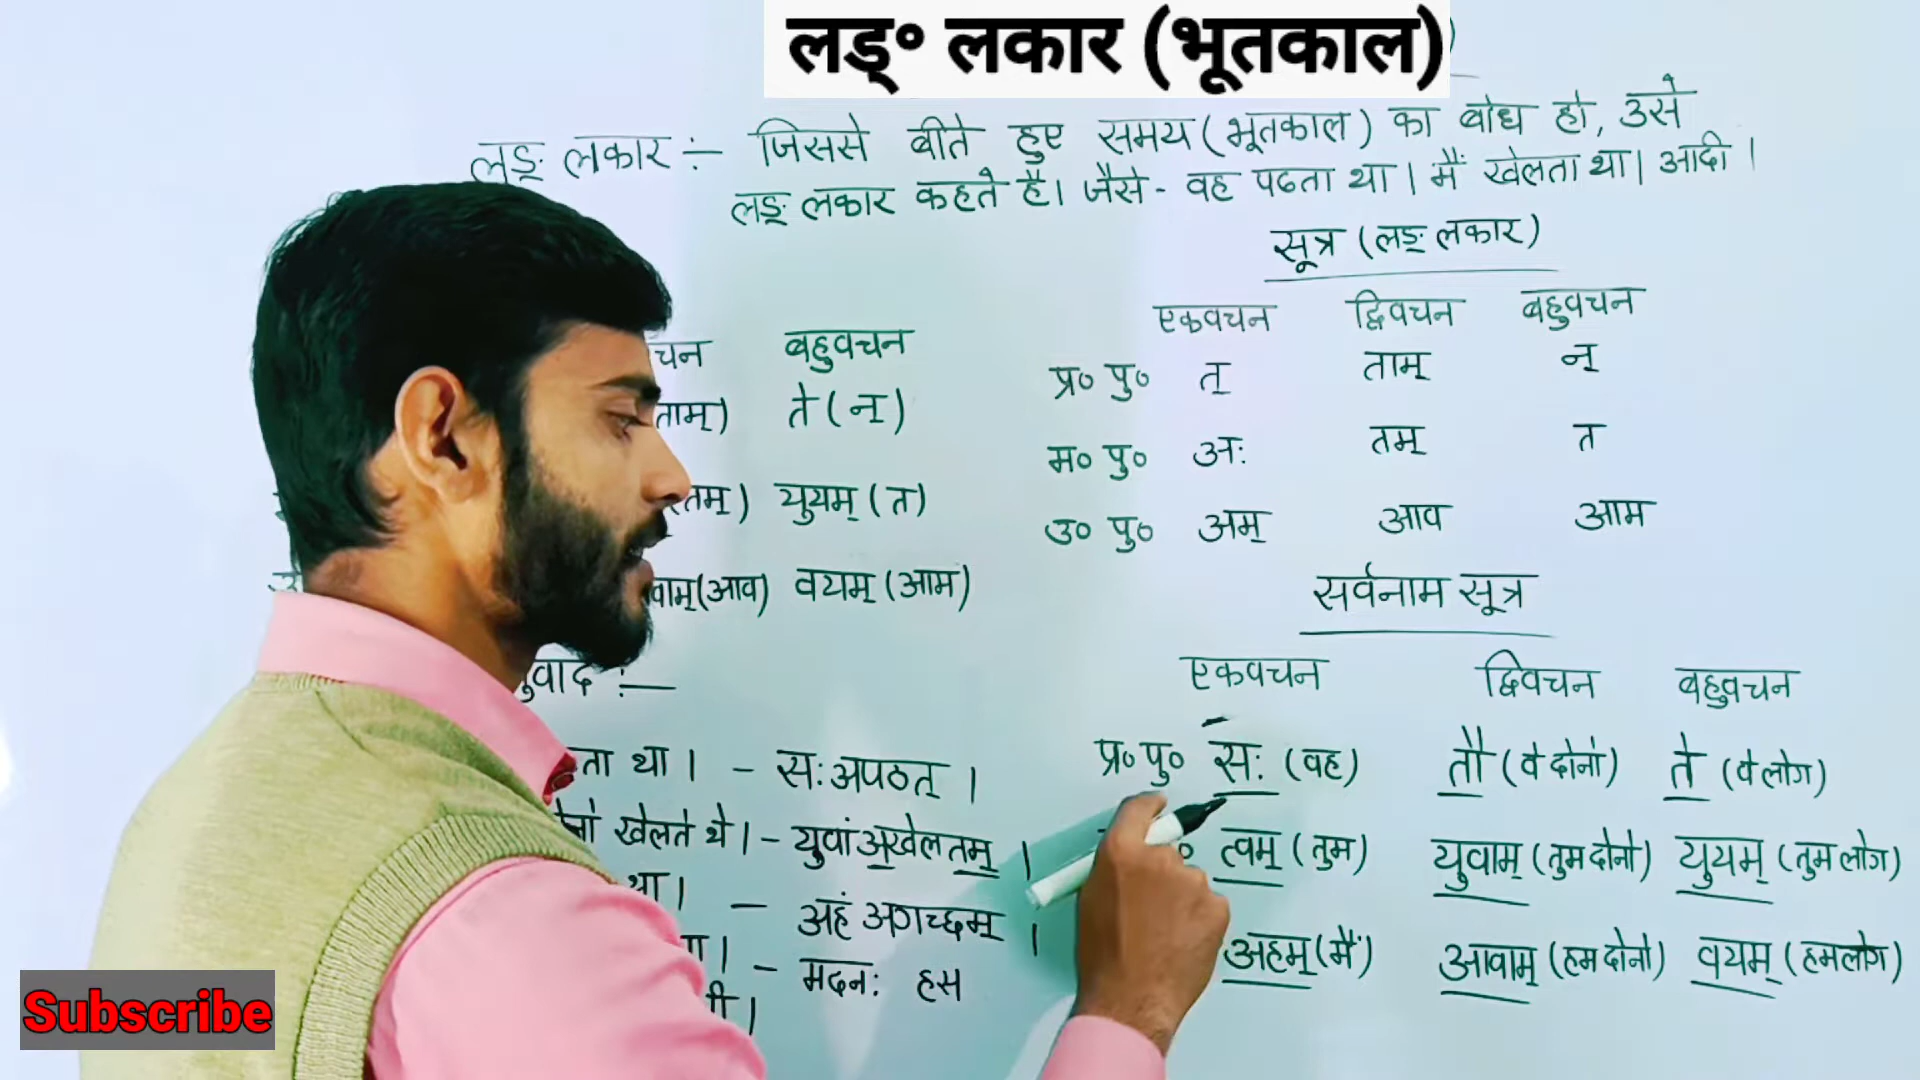 लड्॰ लकार (भूतकाल)
लङ् लकार :- जिससे बीते हुए समय (भूतकाल) का बोध हो, उसे
लङ् लकार कहते है। जैसे - वह पढता था। मैं खेलता था। आदी।
सूत्र (लङ् लकार)
एकवचन द्विवचन बहुवचन
प्र० पु० त् ताम् न्
म० पु० अः तम् त
उ० पु० अम् आव आम
चन बहुवचन
ताम्) ते (न्)
तम्) युयम् (त)
वाम् (आव) वयम् (आम)
सर्वनाम सूत्र
एकवचन द्विवचन बहुवचन
प्र० पु० सः (वह) तौ (वे दोनो) ते (वे लोग)
त्वम् (तुम) युवाम् (तुम दोनो) युयम् (तुम लोग)
अहम् (मैं) आवाम् (हम दोनो) वयम् (हम लोग)
ुवाद :-
ता था। - सः अपठत्।
खेलते थे। - युवां अखेलतम्।
था। - अहं अगच्छम्।
- मदनः हस
Subscribe